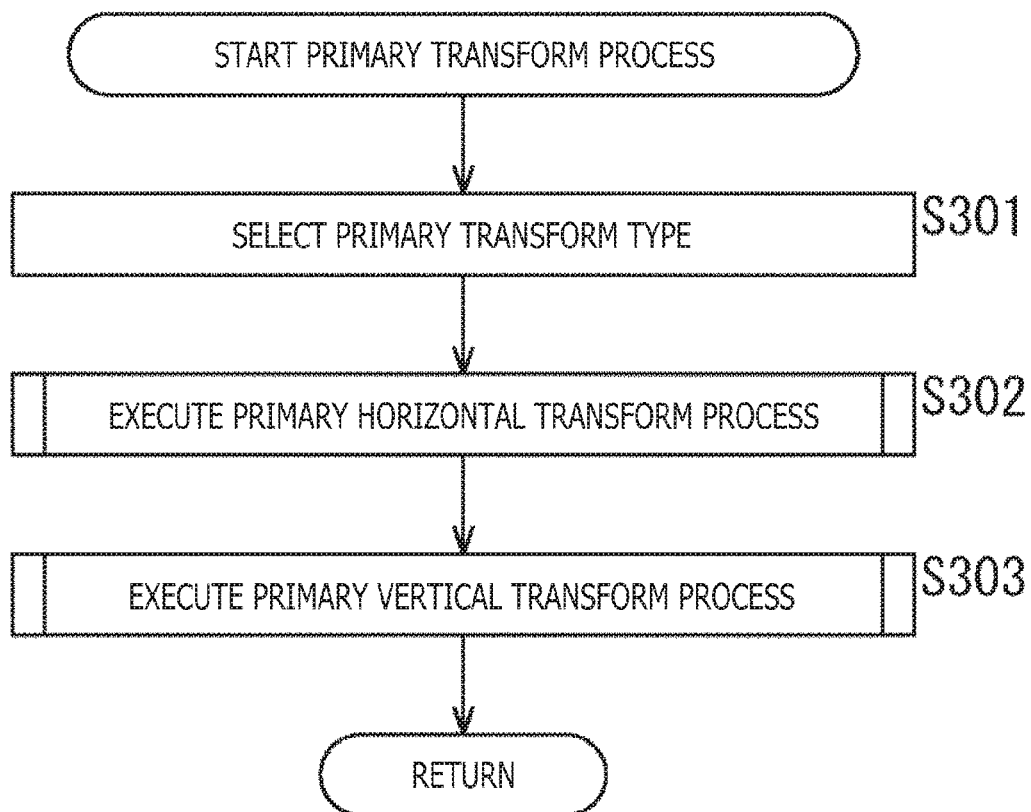 START PRIMARY TRANSFORM PROCESS
SELECT PRIMARY TRANSFORM TYPE
S301
EXECUTE PRIMARY HORIZONTAL TRANSFORM PROCESS
S302
EXECUTE PRIMARY VERTICAL TRANSFORM PROCESS
S303
RETURN